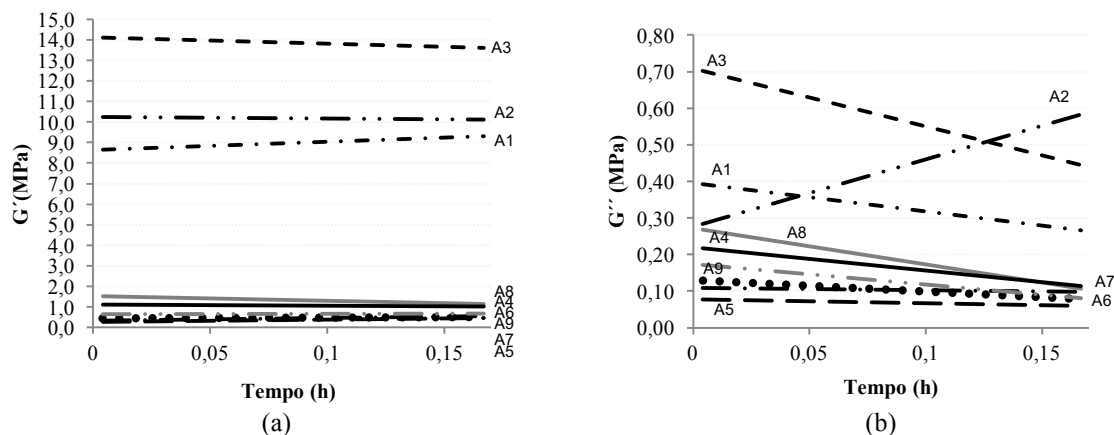 15,0
14,0
13,0
12,0
11,0
10,0
9,0
8,0
7,0
6,0
5,0
4,0
3,0
2,0
1,0
0,0
G´(MPa)
A3
A2
A1
A8
A4
A6
A9
A7
A5
0
0,05
0,1
0,15
Tempo (h)
(a)
0,80
0,70
0,60
0,50
0,40
0,30
0,20
0,10
0,00
G´´ (MPa)
A3
A2
A1
A8
A4
A9
A5
A7
A6
0
0,05
0,1
0,15
Tempo (h)
(b)